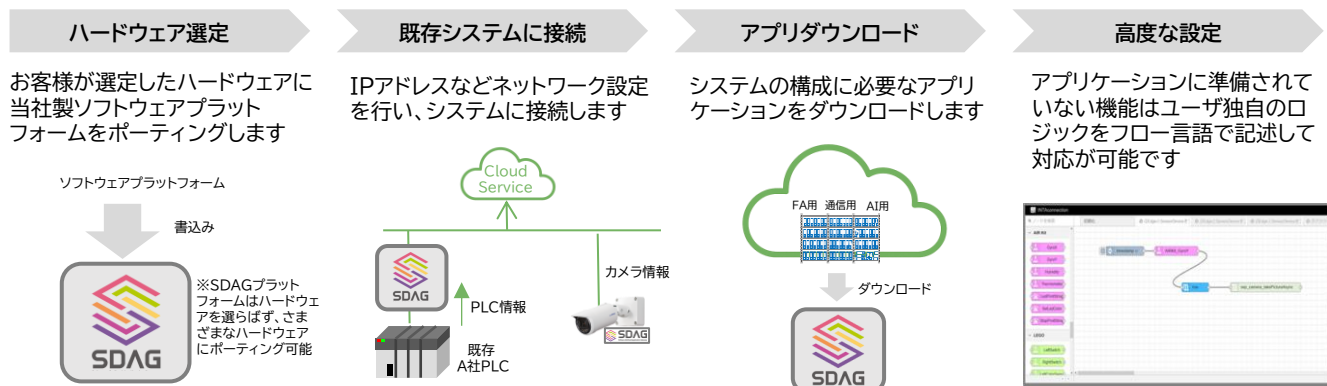 ハードウェア選定
お客様が選定したハードウェアに
当社製ソフトウェアプラット
フォームをポーティングします
ソフトウェアプラットフォーム
書込み
SDAG
※SDAGプラット
フォームはハードウェ
アを選らばず、さま
ざまなハードウェア
にポーティング可能
既存システムに接続
IPアドレスなどネットワーク設定
を行い、システムに接続します
Cloud
Service
SDAG
PLC情報
既存
A社PLC
カメラ情報
SDAG
アプリダウンロード
システムの構成に必要なアプリ
ケーションをダウンロードします
FA用 通信用 AI用
ダウンロード
SDAG
高度な設定
アプリケーションに準備されて
いない機能はユーザ独自のロ
ジックをフロー言語で記述して
対応が可能です